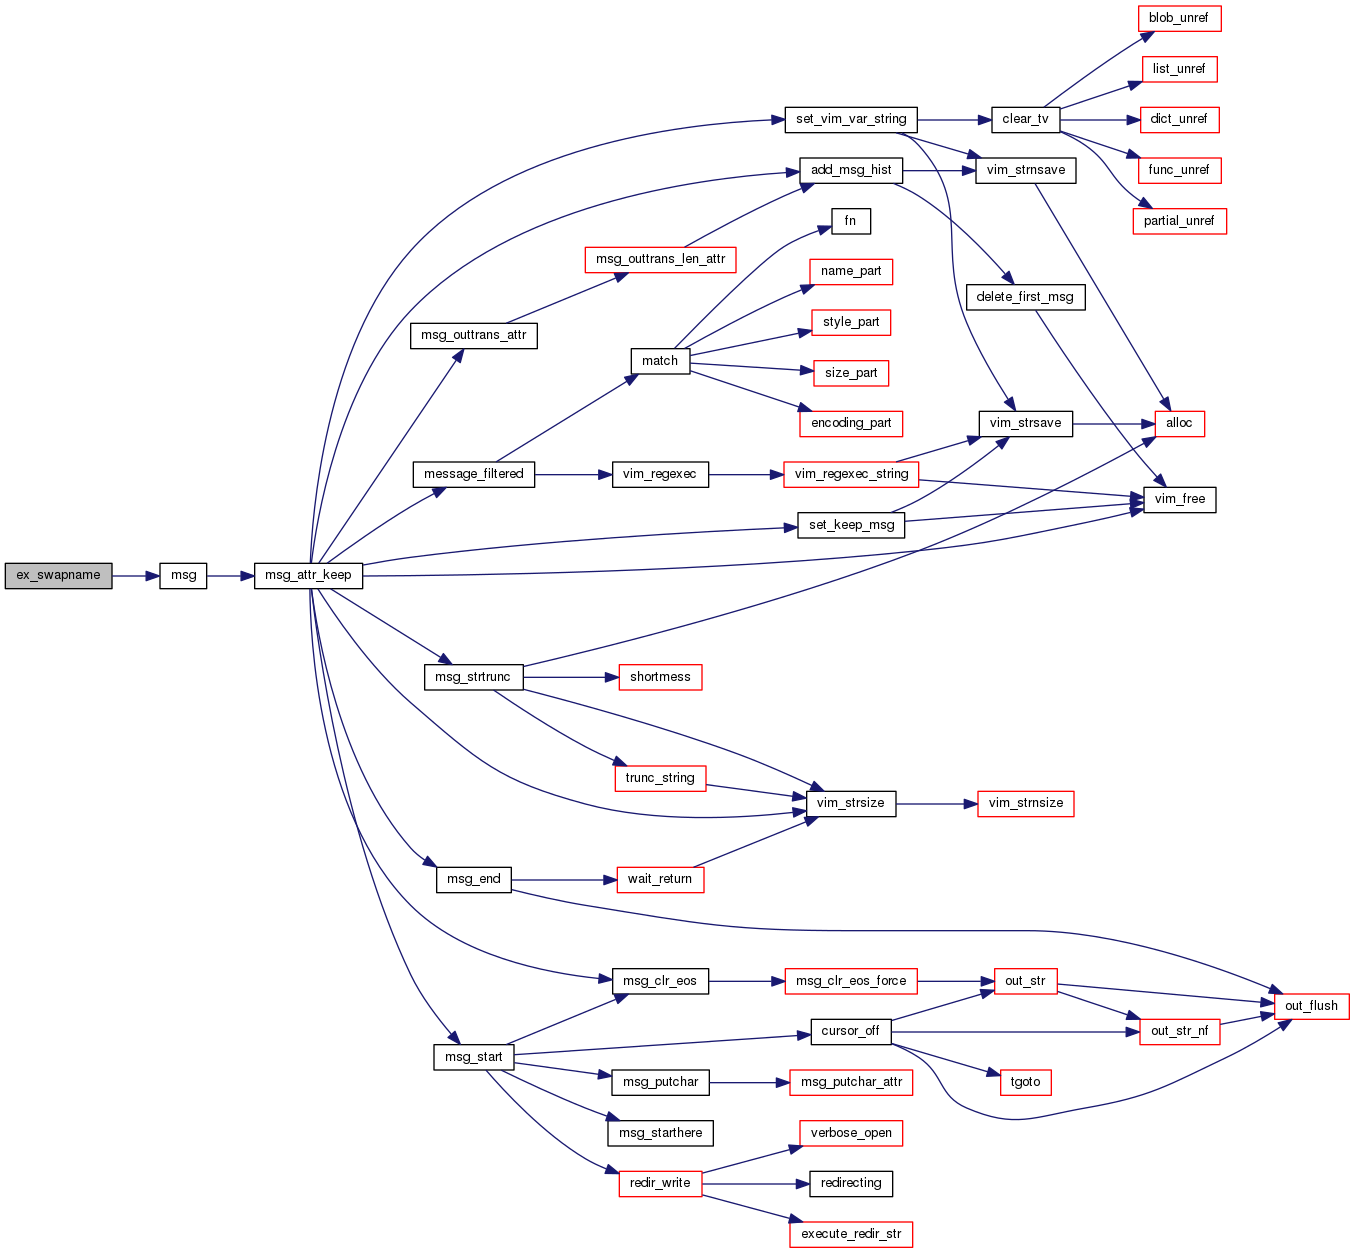 blob_unref
list_unref
set_vim_var_string
clear_tv
dict_unref
add_msg_hist
vim_strnsave
func_unref
fn
partial_unref
msg_outtrans_len_attr
name_part
delete_first_msg
msg_outtrans_attr
style_part
match
size_part
encoding_part
vim_strsave
alloc
message_filtered
vim_regexec
vim_regexec_string
vim_free
set_keep_msg
ex_swapname
msg
msg_attr_keep
msg_strtrunc
shortmess
trunc_string
vim_strsize
vim_strnsize
msg_end
wait_return
msg_clr_eos
msg_clr_eos_force
out_str
out_flush
cursor_off
out_str_nf
msg_start
msg_putchar
msg_putchar_attr
tgoto
msg_starthere
verbose_open
redir_write
redirecting
execute_redir_str